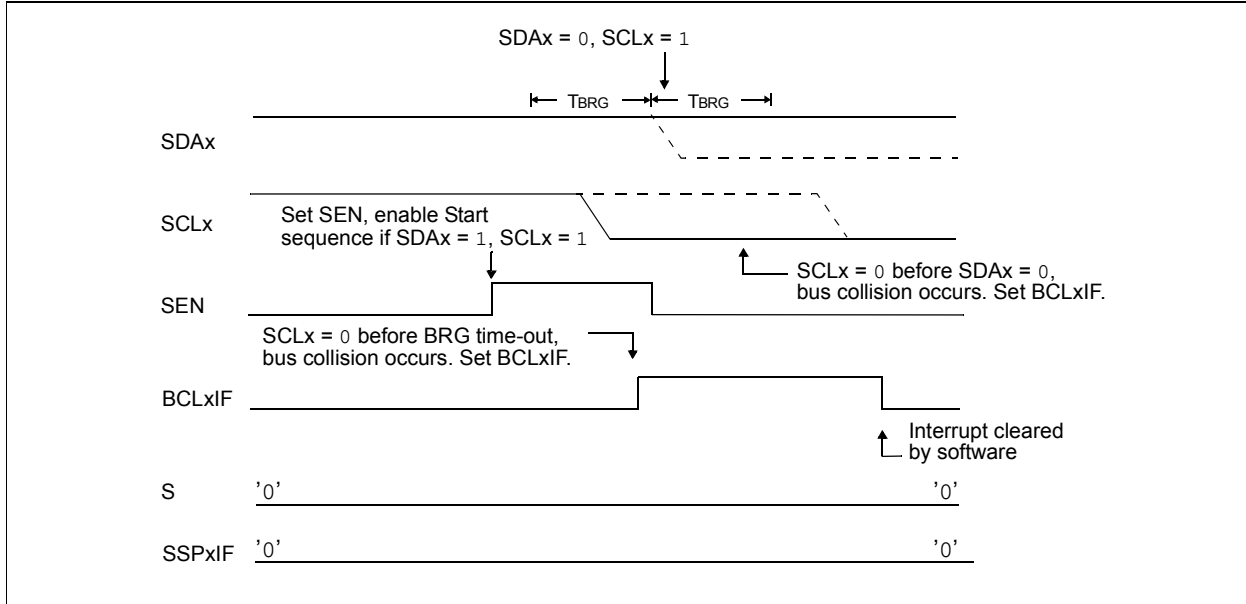 SDAx = 0, SCLx = 1
TBRG TBRG
SDAx
SCLx
Set SEN, enable Start
sequence if SDAx = 1, SCLx = 1
SCLx = 0 before SDAx = 0,
bus collision occurs. Set BCLxIF.
SEN
SCLx = 0 before BRG time-out,
bus collision occurs. Set BCLxIF.
BCLxIF
Interrupt cleared
by software
S '0' '0'
SSPxIF '0' '0'